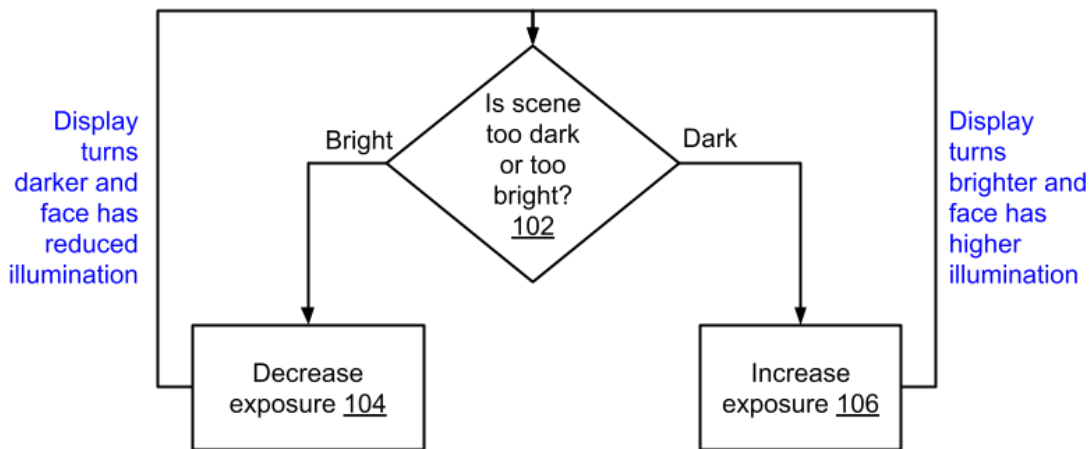 Is scene
too dark
or too
bright?
102
Bright
Dark
Display
turns
darker and
face has
reduced
illumination
Display
turns
brighter and
face has
higher
illumination
Decrease
exposure 104
Increase
exposure 106